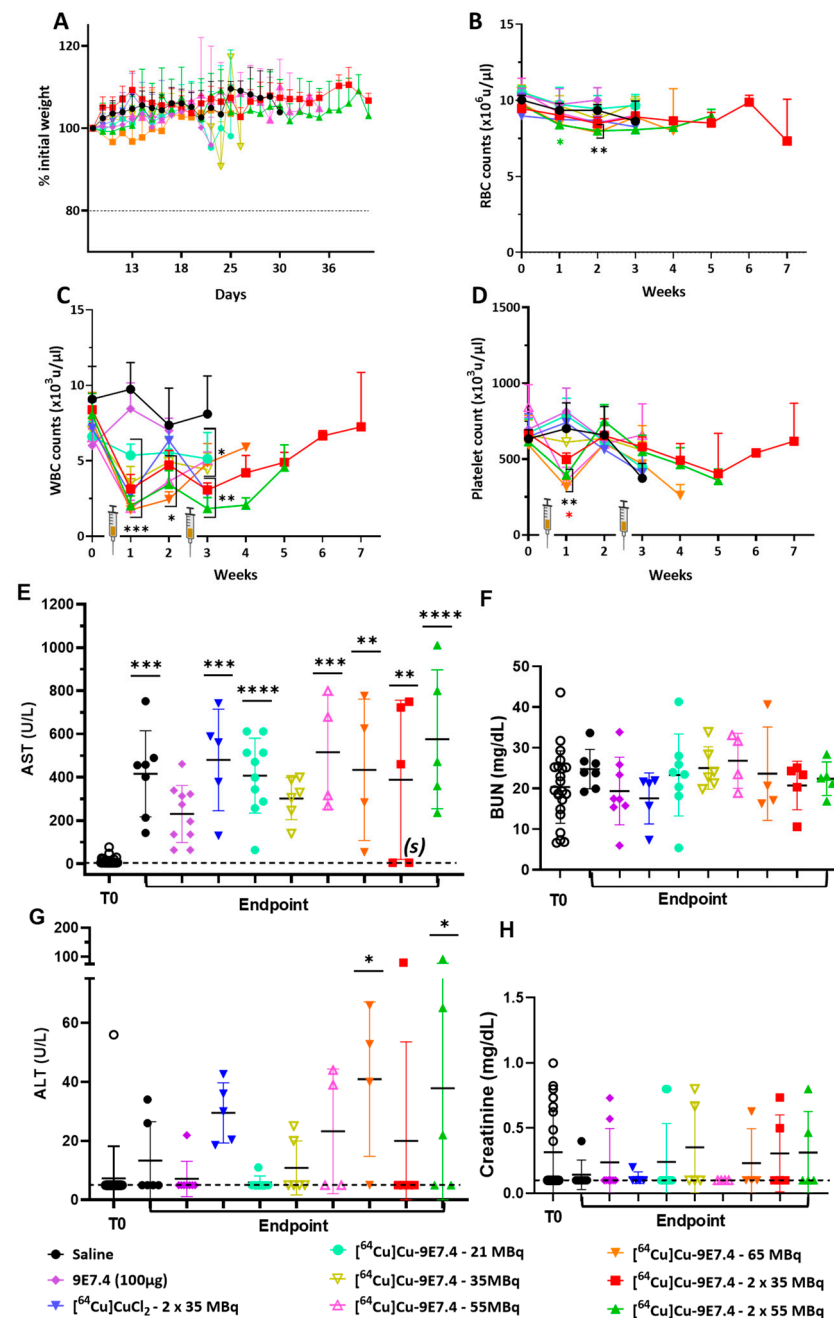 A
120
100
80
% initial weight
13 18 25 30 36
Days
B
15
10
5
0
RBC counts (x10⁶u/µl)
*
**
0 1 2 3 4 5 6 7
Weeks
C
15
10
5
0
WBC counts (x10³u/µl)
*
**
***
*
0 1 2 3 4 5 6 7
Weeks
D
1500
1000
500
0
Platelet count (x10³u/µl)
**
*
0 1 2 3 4 5 6 7
Weeks
E
1200
1000
800
600
400
200
0
AST (U/L)
*** *** **** *** ** ** ****
(s)
T0
Endpoint
F
50
40
30
20
10
0
BUN (mg/dL)
T0
Endpoint
G
200
100
60
40
20
0
ALT (U/L)
* *
T0
Endpoint
H
1.5
1.0
0.5
0.0
Creatinine (mg/dL)
T0
Endpoint
Saline
9E7.4 (100µg)
[⁶⁴Cu]CuCl₂ - 2 x 35 MBq
[⁶⁴Cu]Cu-9E7.4 - 21 MBq
[⁶⁴Cu]Cu-9E7.4 - 35MBq
[⁶⁴Cu]Cu-9E7.4 - 55MBq
[⁶⁴Cu]Cu-9E7.4 - 65 MBq
[⁶⁴Cu]Cu-9E7.4 - 2 x 35 MBq
[⁶⁴Cu]Cu-9E7.4 - 2 x 55 MBq